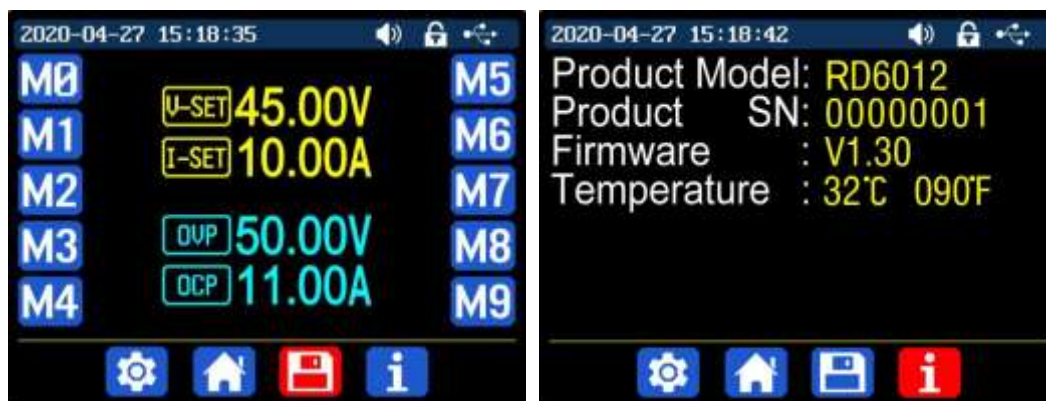 2020-04-27 15:18:35
M0 M5
V-SET 45.00V
M1 M6
I-SET 10.00A
M2 M7
OVP 50.00V
M3 M8
OCP 11.00A
M4 M9
i
2020-04-27 15:18:42
Product Model: RD6012
Product SN: 00000001
Firmware : V1.30
Temperature : 32℃ 090℉
i